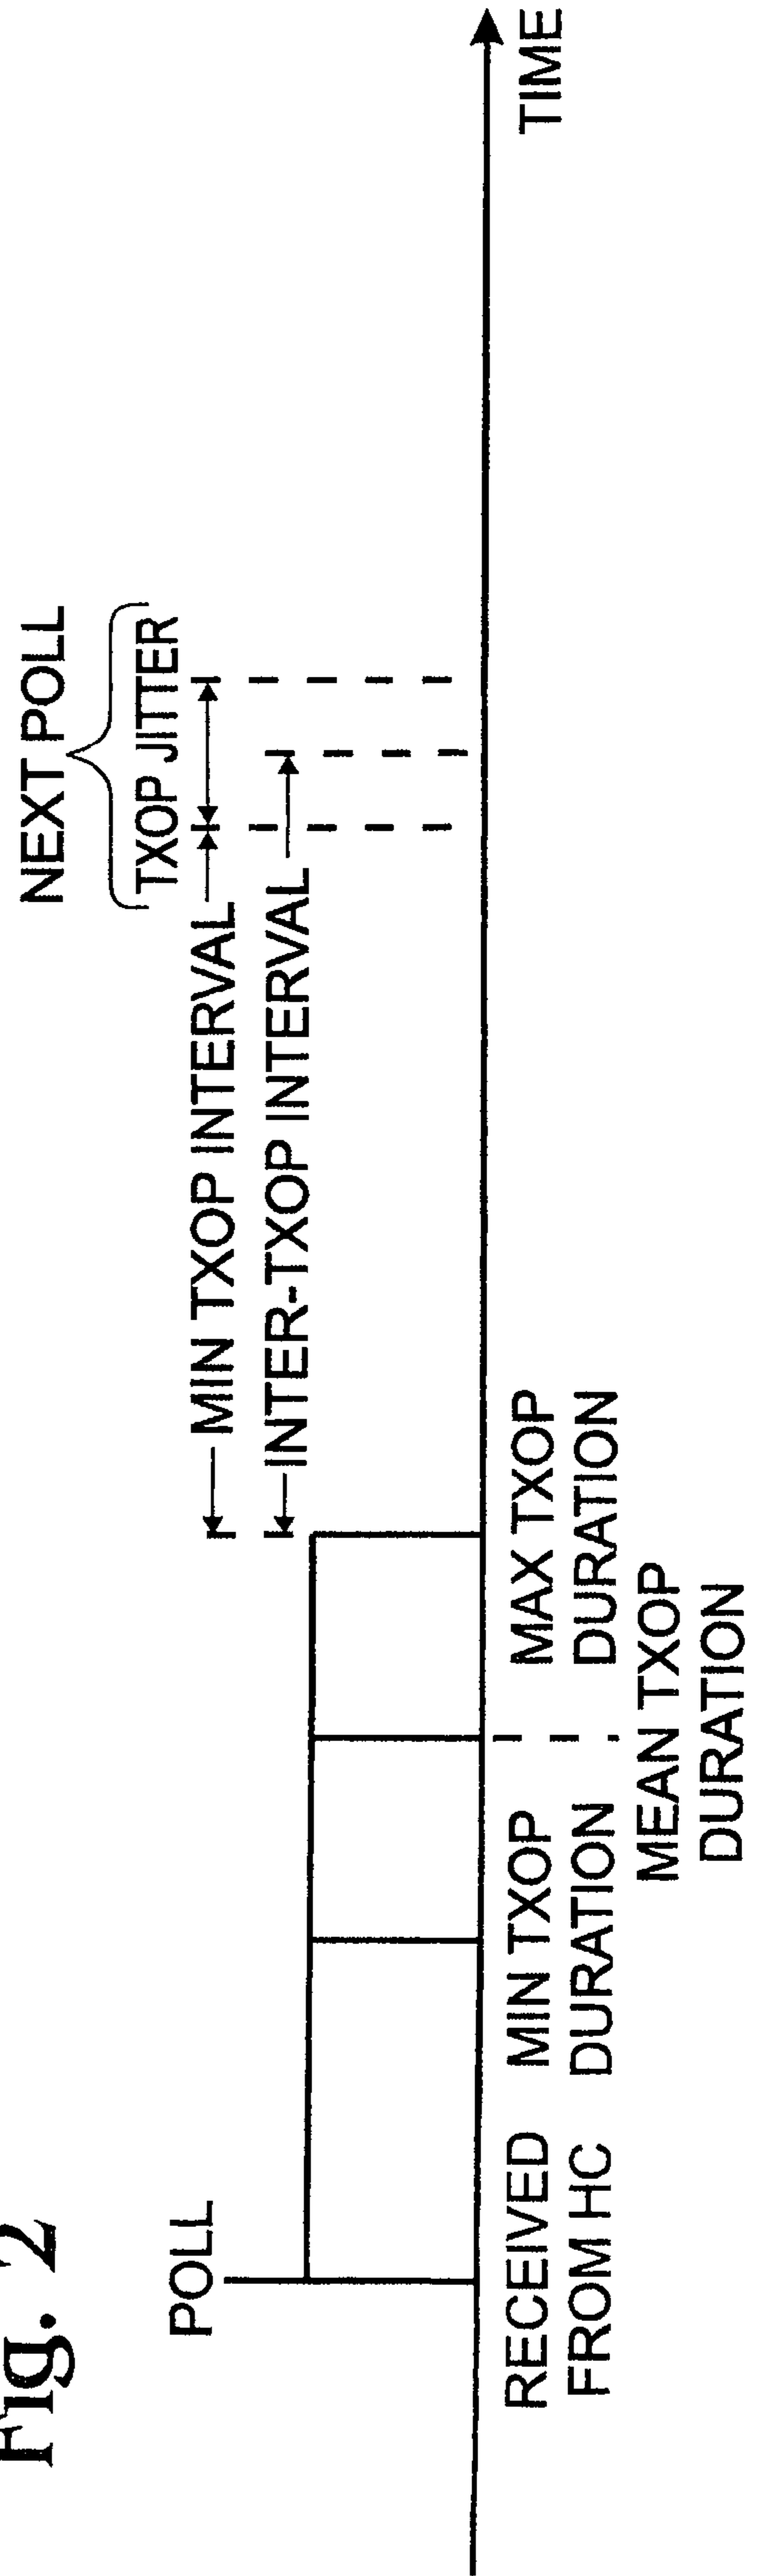 Fig. 2
NEXT POLL
TXOP JITTER
MIN TXOP INTERVAL
INTER-TXOP INTERVAL
POLL
RECEIVED
FROM HC
MIN TXOP
DURATION
MEAN TXOP
DURATION
MAX TXOP
DURATION
TIME